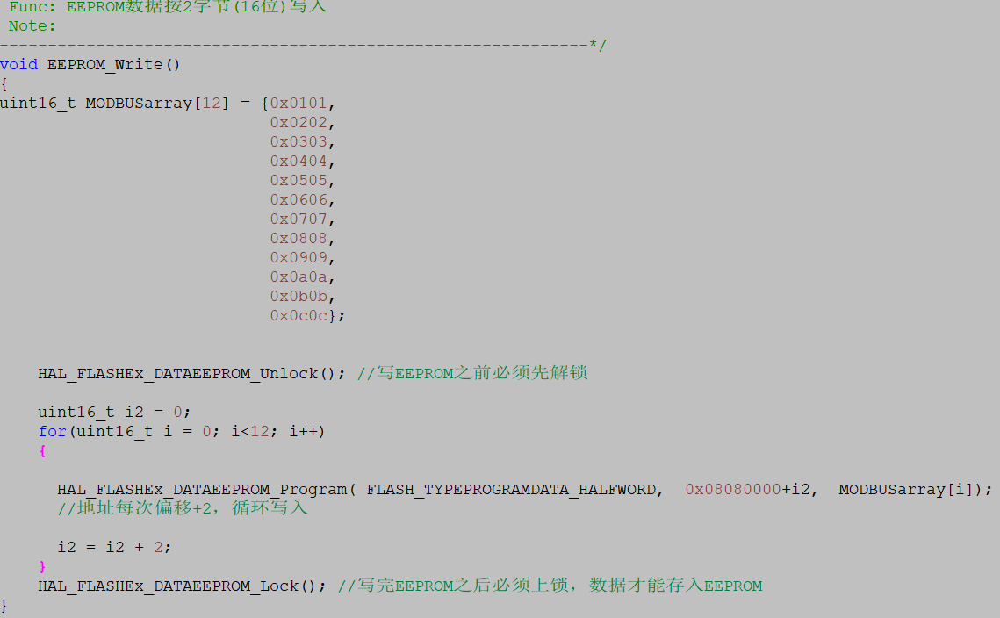 Func: EEPROM数据按2字节(16位)写入
Note:
-------------------------------------------------------------*/
void EEPROM_Write()
{
uint16_t MODBUSarray[12] = {0x0101,
0x0202,
0x0303,
0x0404,
0x0505,
0x0606,
0x0707,
0x0808,
0x0909,
0x0a0a,
0x0b0b,
0x0c0c};
HAL_FLASHEx_DATAEEPROM_Unlock(); //写EEPROM之前必须先解锁
uint16_t i2 = 0;
for(uint16_t i = 0; i<12; i++)
{
HAL_FLASHEx_DATAEEPROM_Program( FLASH_TYPEPROGRAMDATA_HALFWORD,  0x08080000+i2,  MODBUSarray[i]);
//地址每次偏移+2，循环写入
i2 = i2 + 2;
}
HAL_FLASHEx_DATAEEPROM_Lock(); //写完EEPROM之后必须上锁，数据才能存入EEPROM
}